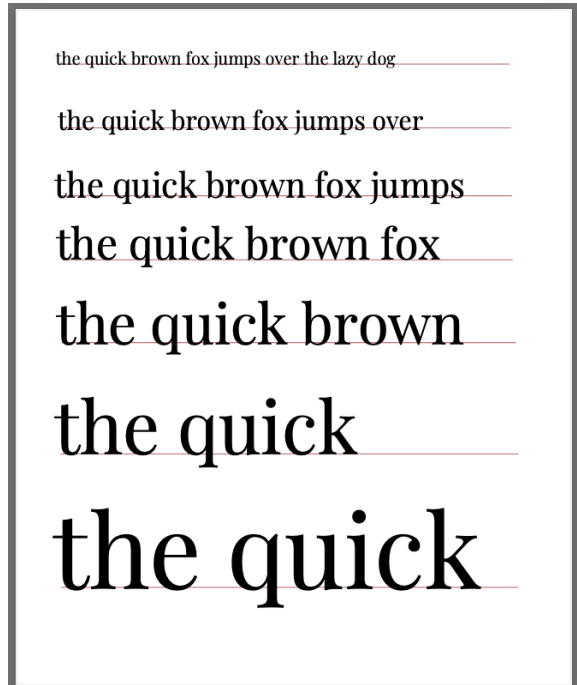 the quick brown fox jumps over the lazy dog
the quick brown fox jumps over
the quick brown fox jumps
the quick brown fox
the quick brown
the quick
the quick